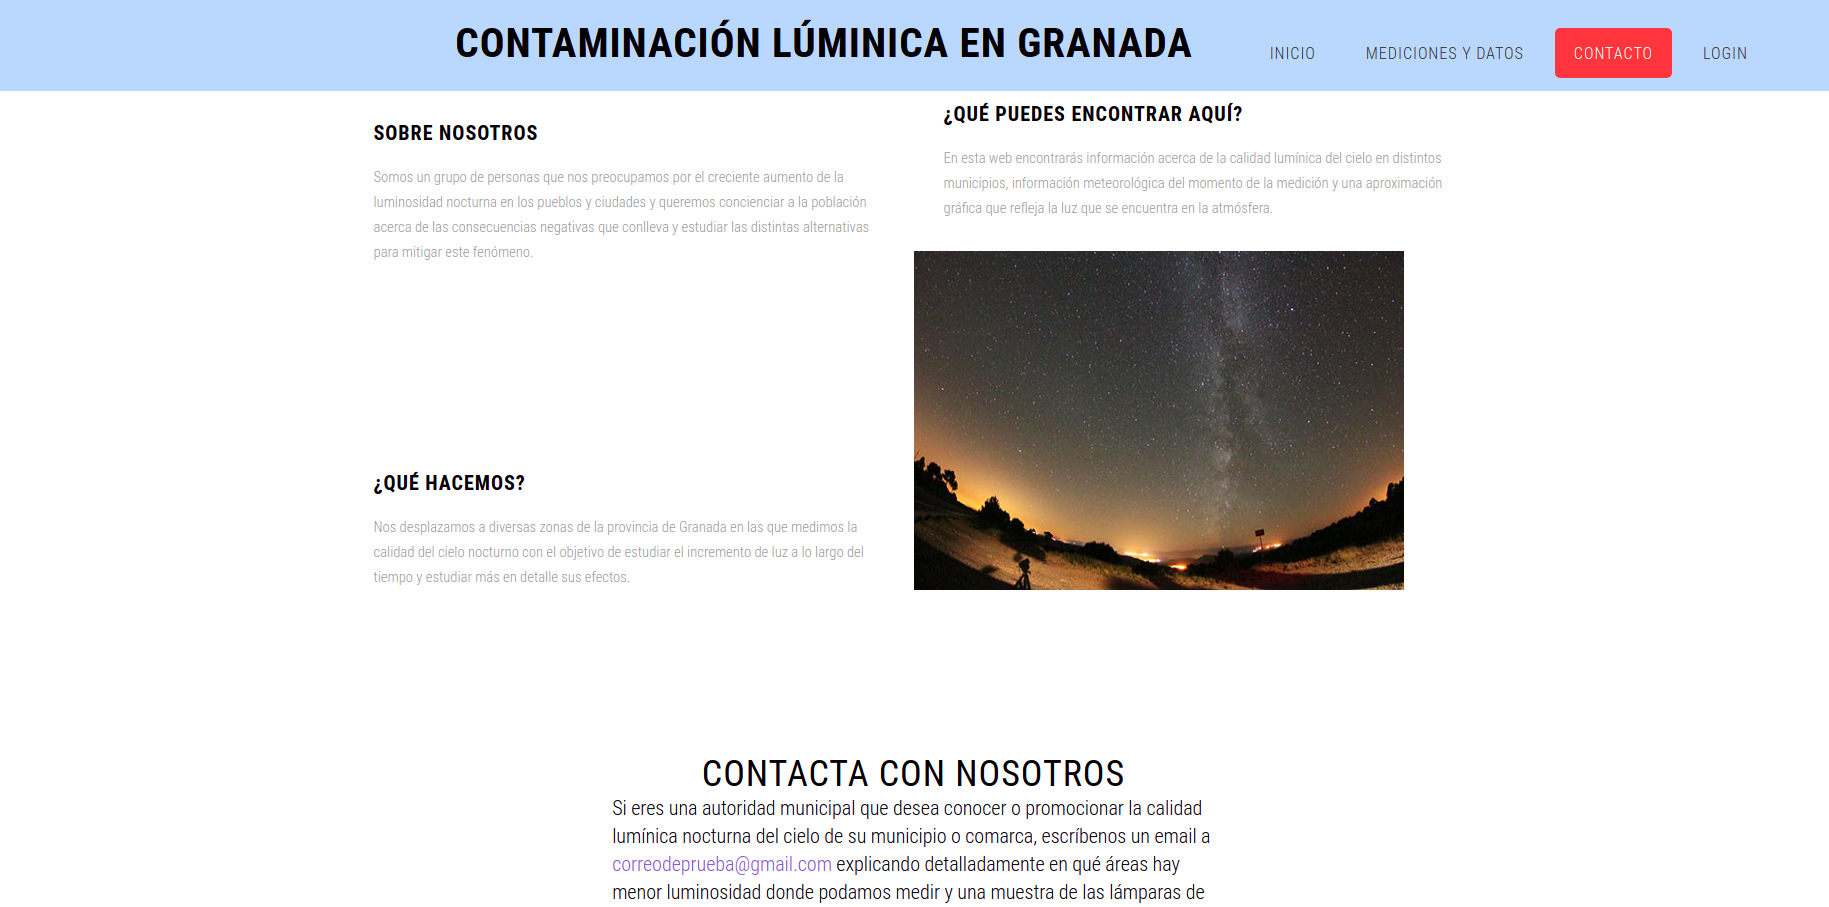 CONTAMINACIÓN LÚMINICA EN GRANADA
INICIO
MEDICIONES Y DATOS
CONTACTO
LOGIN
SOBRE NOSOTROS
Somos un grupo de personas que nos preocupamos por el creciente aumento de la
luminosidad nocturna en los pueblos y ciudades y queremos concienciar a la población
acerca de las consecuencias negativas que conlleva y estudiar las distintas alternativas
para mitigar este fenómeno.
¿QUÉ HACEMOS?
Nos desplazamos a diversas zonas de la provincia de Granada en las que medimos la
calidad del cielo nocturno con el objetivo de estudiar el incremento de luz a lo largo del
tiempo y estudiar más en detalle sus efectos.
¿QUÉ PUEDES ENCONTRAR AQUÍ?
En esta web encontrarás información acerca de la calidad lumínica del cielo en distintos
municipios, información meteorológica del momento de la medición y una aproximación
gráfica que refleja la luz que se encuentra en la atmósfera.
CONTACTA CON NOSOTROS
Si eres una autoridad municipal que desea conocer o promocionar la calidad
lumínica nocturna del cielo de su municipio o comarca, escríbenos un email a
correodeprueba@gmail.com explicando detalladamente en qué áreas hay
menor luminosidad donde podamos medir y una muestra de las lámparas de